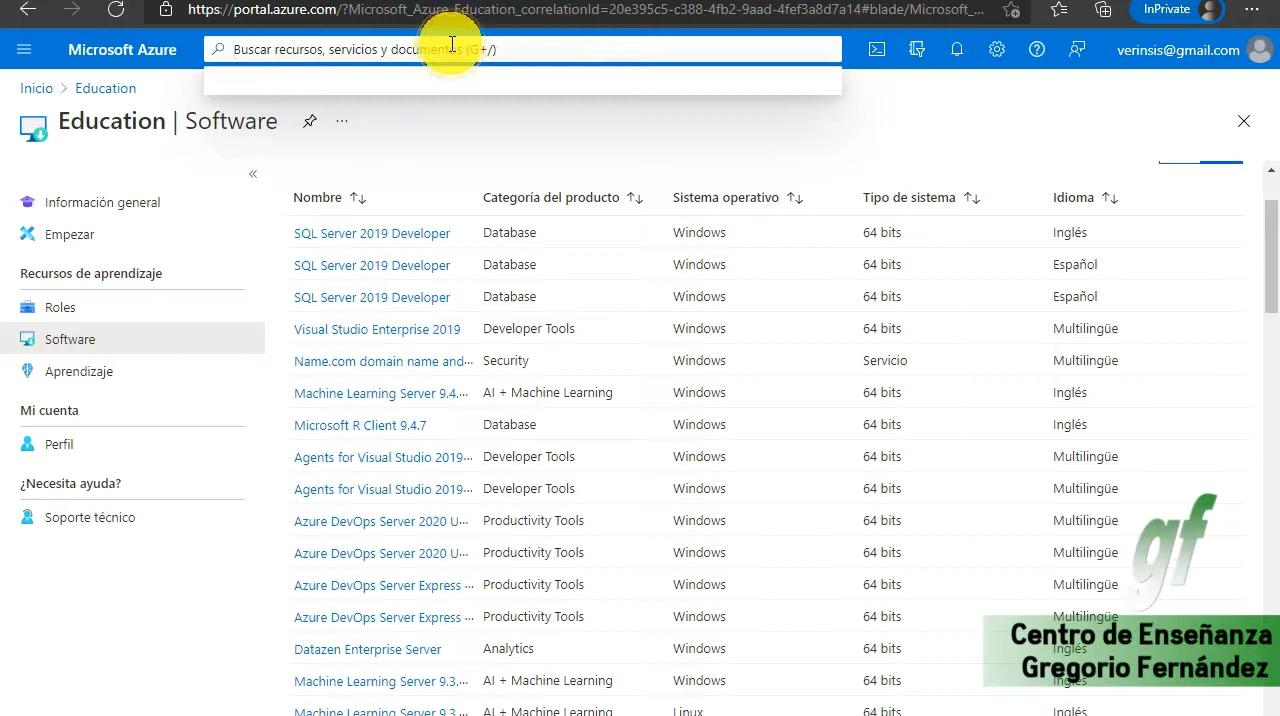 https://portal.azure.com/?Microsoft_Azure_Education_correlationId=20e395c5-c388-4fb2-9aad-4fef3a8d7a14#blade/Microsoft_...
InPrivate
Microsoft Azure
Buscar recursos, servicios y documentos (G+/)
verinsis@gmail.com
Inicio > Education
Education | Software
Nombre
Categoría del producto
Sistema operativo
Tipo de sistema
Idioma
Información general
Empezar
Recursos de aprendizaje
Roles
Software
Aprendizaje
Mi cuenta
Perfil
¿Necesita ayuda?
Soporte técnico
SQL Server 2019 Developer Database Windows 64 bits Inglés
SQL Server 2019 Developer Database Windows 64 bits Español
SQL Server 2019 Developer Database Windows 64 bits Español
Visual Studio Enterprise 2019 Developer Tools Windows 64 bits Multilingüe
Name.com domain name and... Security Windows Servicio Multilingüe
Machine Learning Server 9.4.... AI + Machine Learning Windows 64 bits Inglés
Microsoft R Client 9.4.7 Database Windows 64 bits Inglés
Agents for Visual Studio 2019... Developer Tools Windows 64 bits Multilingüe
Agents for Visual Studio 2019... Developer Tools Windows 64 bits Multilingüe
Azure DevOps Server 2020 U... Productivity Tools Windows 64 bits Multilingüe
Azure DevOps Server 2020 U... Productivity Tools Windows 64 bits Multilingüe
Azure DevOps Server Express ... Productivity Tools Windows 64 bits Multilingüe
Azure DevOps Server Express ... Productivity Tools Windows 64 bits Multilingüe
Datazen Enterprise Server Analytics Windows 64 bits Inglés
Machine Learning Server 9.3.... AI + Machine Learning Windows 64 bits Inglés
Machine Learning Server 9.3.... AI + Machine Learning Linux 64 bits
gf
Centro de Enseñanza
Gregorio Fernández